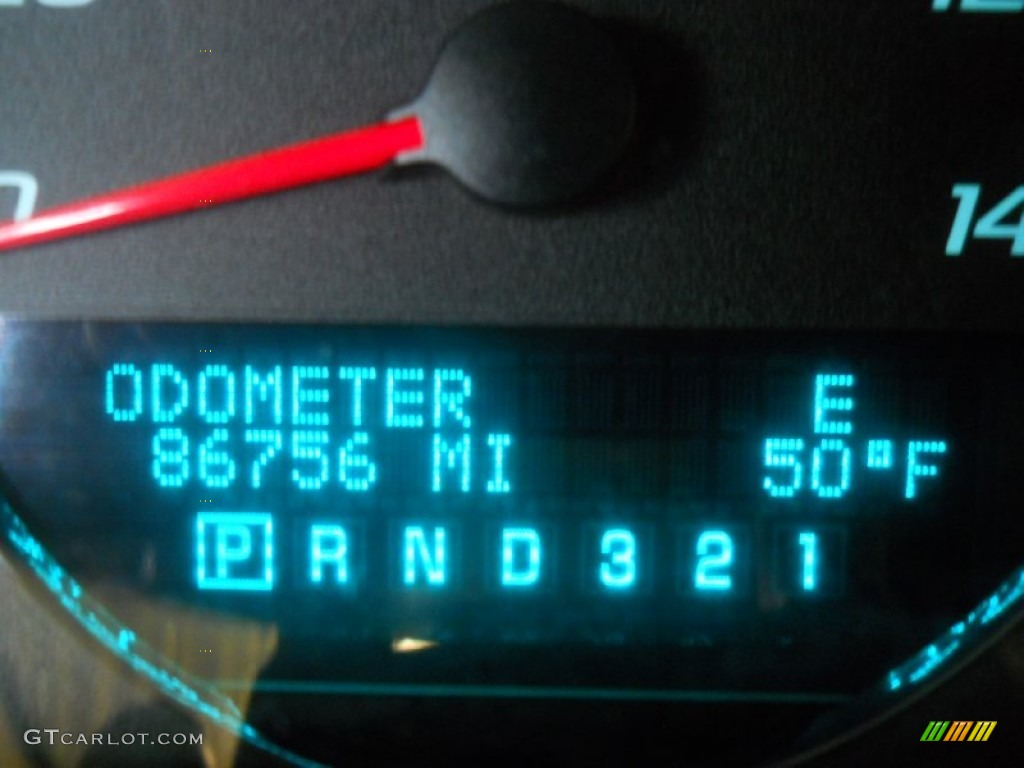 14
ODOMETER E
86756 MI 50°F
P R N D 3 2 1
GTCARLOT.COM